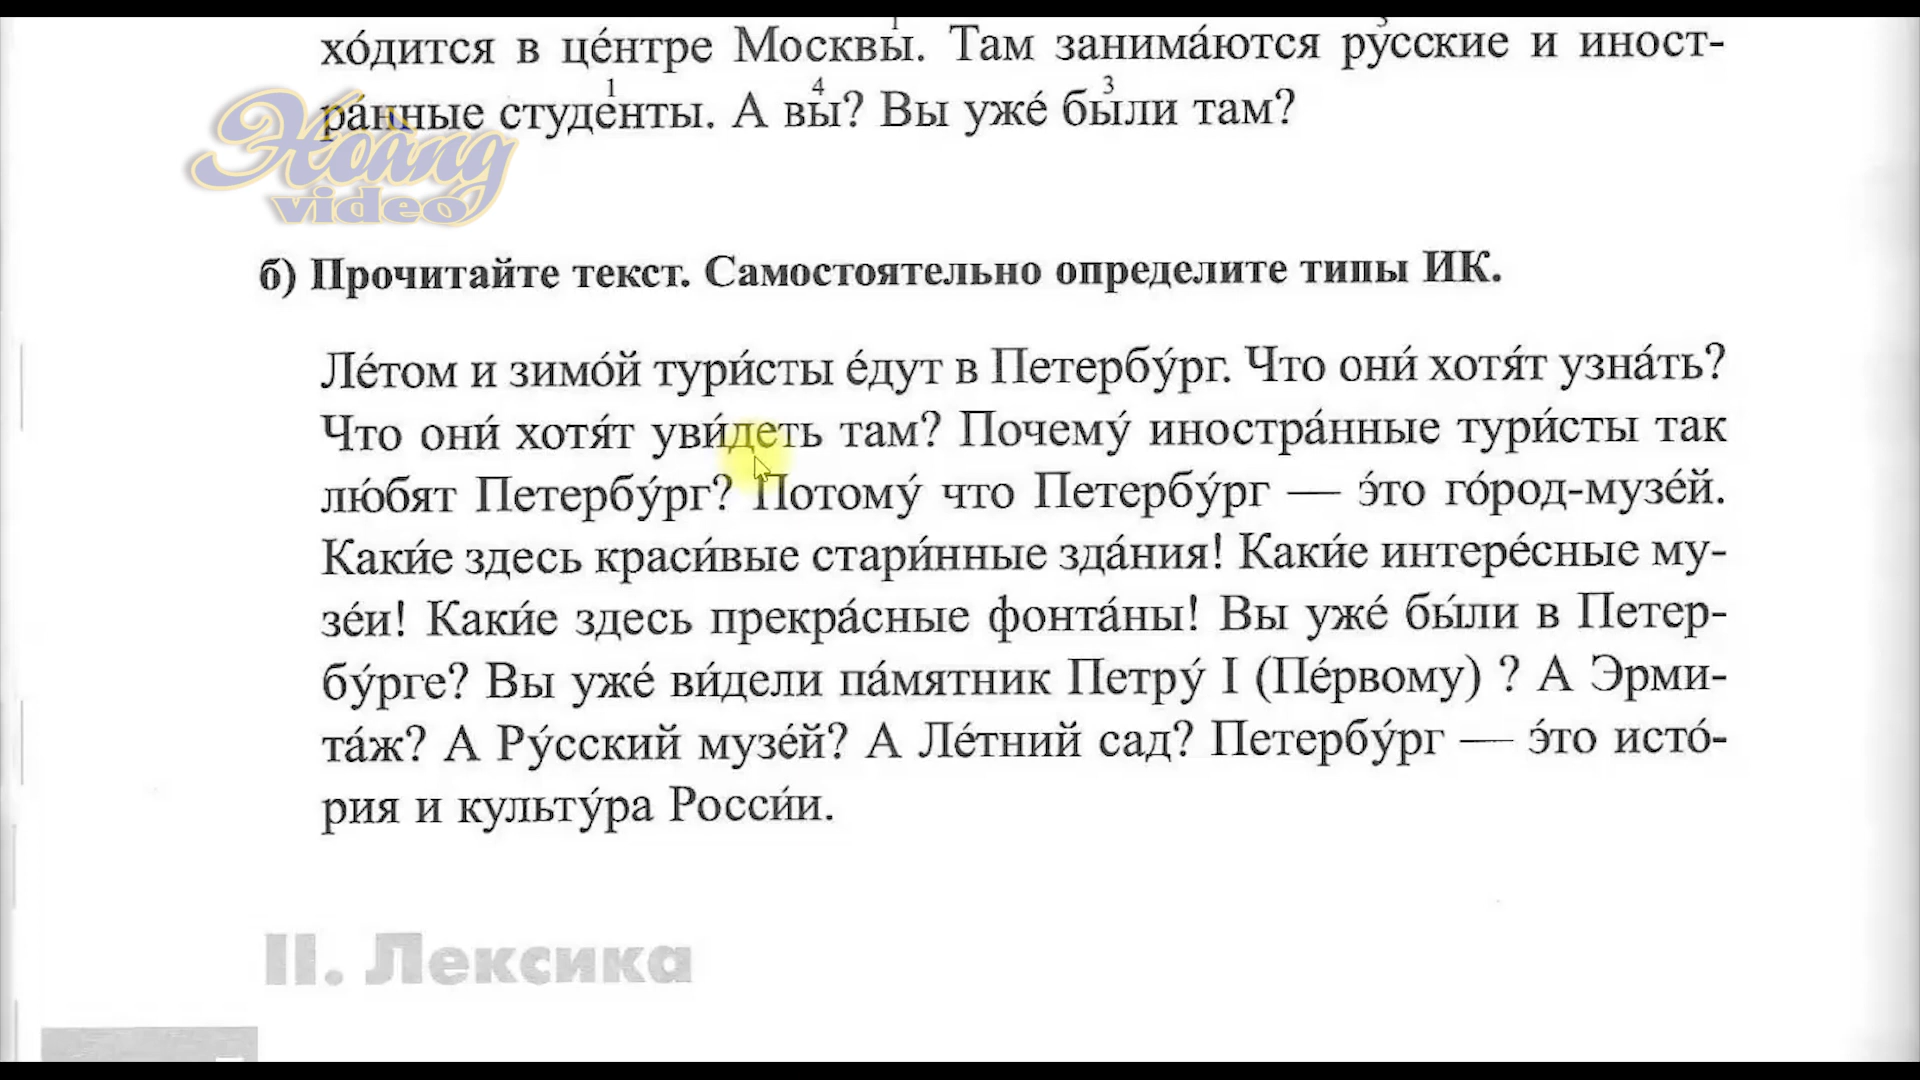 хо́дится в це́нтре Москвы́. Там занима́ются ру́сские и иност-
ра́нные студе́нты. А вы́? Вы уже́ бы́ли там?
Hoàng
video
б) Прочитайте текст. Самостоятельно определите типы ИК.
Ле́том и зимо́й тури́сты е́дут в Петербу́рг. Что они́ хотя́т узна́ть?
Что они́ хотя́т уви́деть там? Почему́ иностра́нные тури́сты так
лю́бят Петербу́рг? Потому́ что Петербу́рг — э́то го́род-музе́й.
Каки́е здесь краси́вые стари́нные зда́ния! Каки́е интере́сные му-
зе́и! Каки́е здесь прекра́сные фонта́ны! Вы уже́ бы́ли в Петер-
бу́рге? Вы уже́ ви́дели па́мятник Петру́ I (Пе́рвому) ? А Эрми-
та́ж? А Ру́сский музе́й? А Ле́тний сад? Петербу́рг — э́то исто́-
рия и культу́ра Росси́и.
II. Лексика